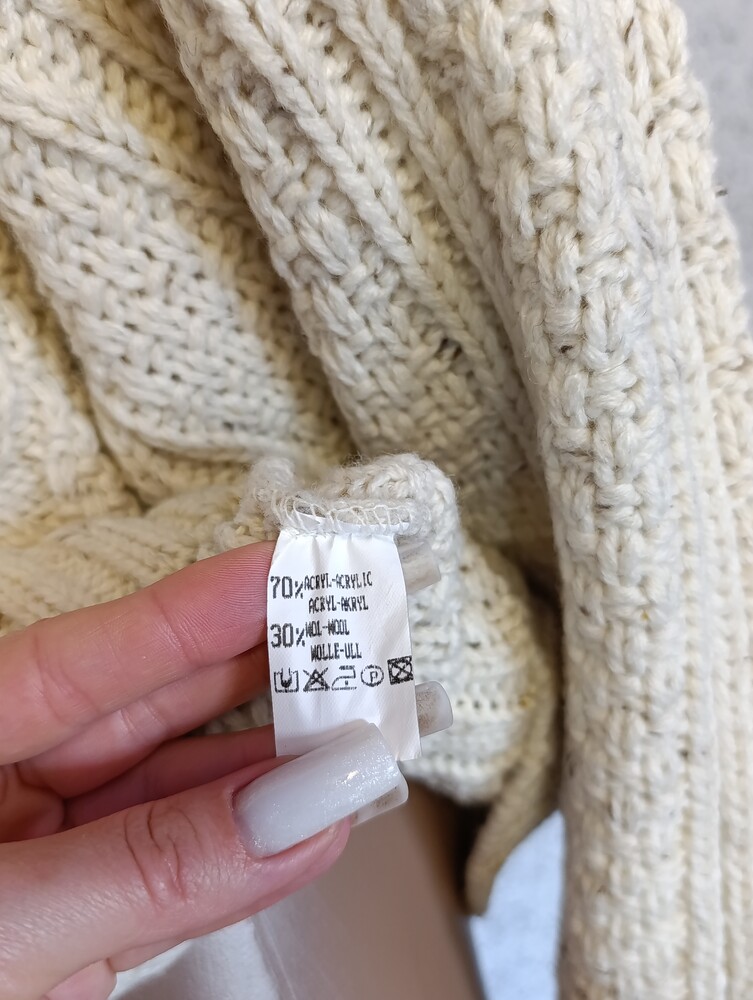 70% ACRYL-ACRYLIC
ACRYL-AKRYL
30% WOL-WOOL
WOLLE-ULL
P